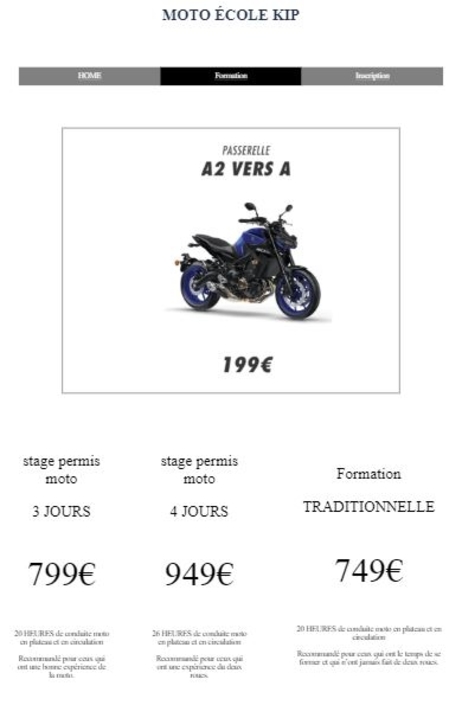 MOTO ÉCOLE KIP
HOME
Formation
Inscription
PASSERELLE
A2 VERS A
199€
stage permis
moto
3 JOURS
799€
20 HEURES de conduite moto
en plateau et en circulation
Recommandé pour ceux qui
ont une bonne expérience de
la moto.
stage permis
moto
4 JOURS
949€
26 HEURES de conduite moto
en plateau et en circulation
Recommandé pour ceux qui
ont une expérience du deux
roues.
Formation
TRADITIONNELLE
749€
20 HEURES de conduite moto en plateau et en
circulation
Recommandé pour ceux qui ont le temps de se
former et qui n'ont jamais fait de deux roues.